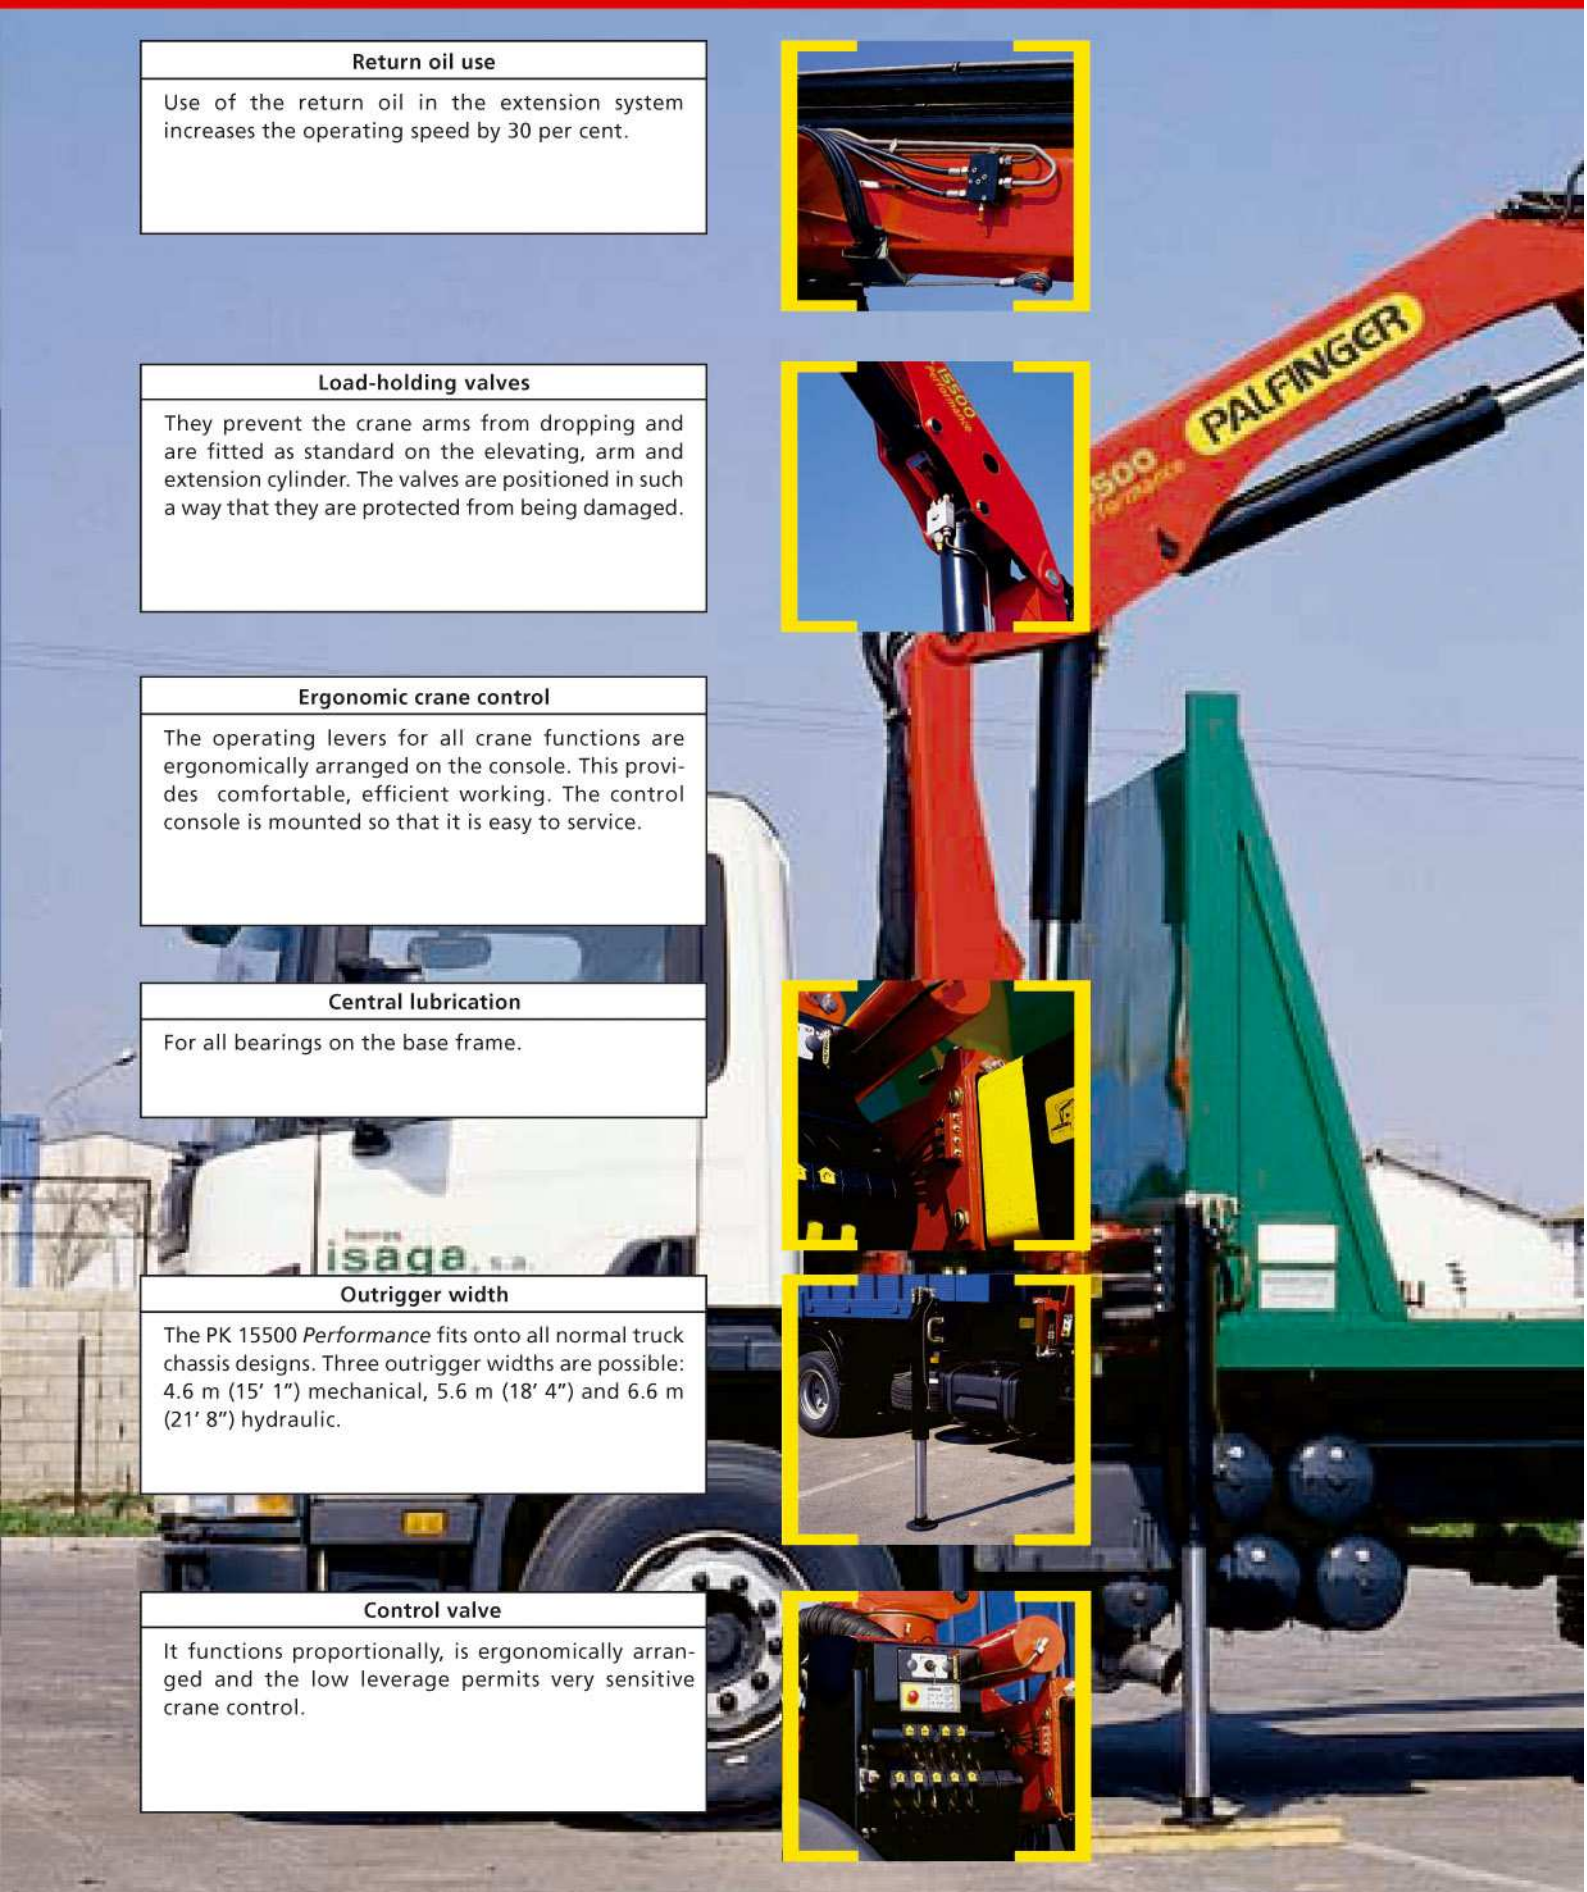 Return oil use
Use of the return oil in the extension system
increases the operating speed by 30 per cent.
Load-holding valves
They prevent the crane arms from dropping and
are fitted as standard on the elevating, arm and
extension cylinder. The valves are positioned in such
a way that they are protected from being damaged.
15500
Performance
PALFINGER
5500
Performance
Ergonomic crane control
The operating levers for all crane functions are
ergonomically arranged on the console. This provi-
des comfortable, efficient working. The control
console is mounted so that it is easy to service.
Central lubrication
For all bearings on the base frame.
isaga, s.a.
Outrigger width
The PK 15500 Performance fits onto all normal truck
chassis designs. Three outrigger widths are possible:
4.6 m (15’ 1”) mechanical, 5.6 m (18’ 4”) and 6.6 m
(21’ 8”) hydraulic.
Control valve
It functions proportionally, is ergonomically arran-
ged and the low leverage permits very sensitive
crane control.